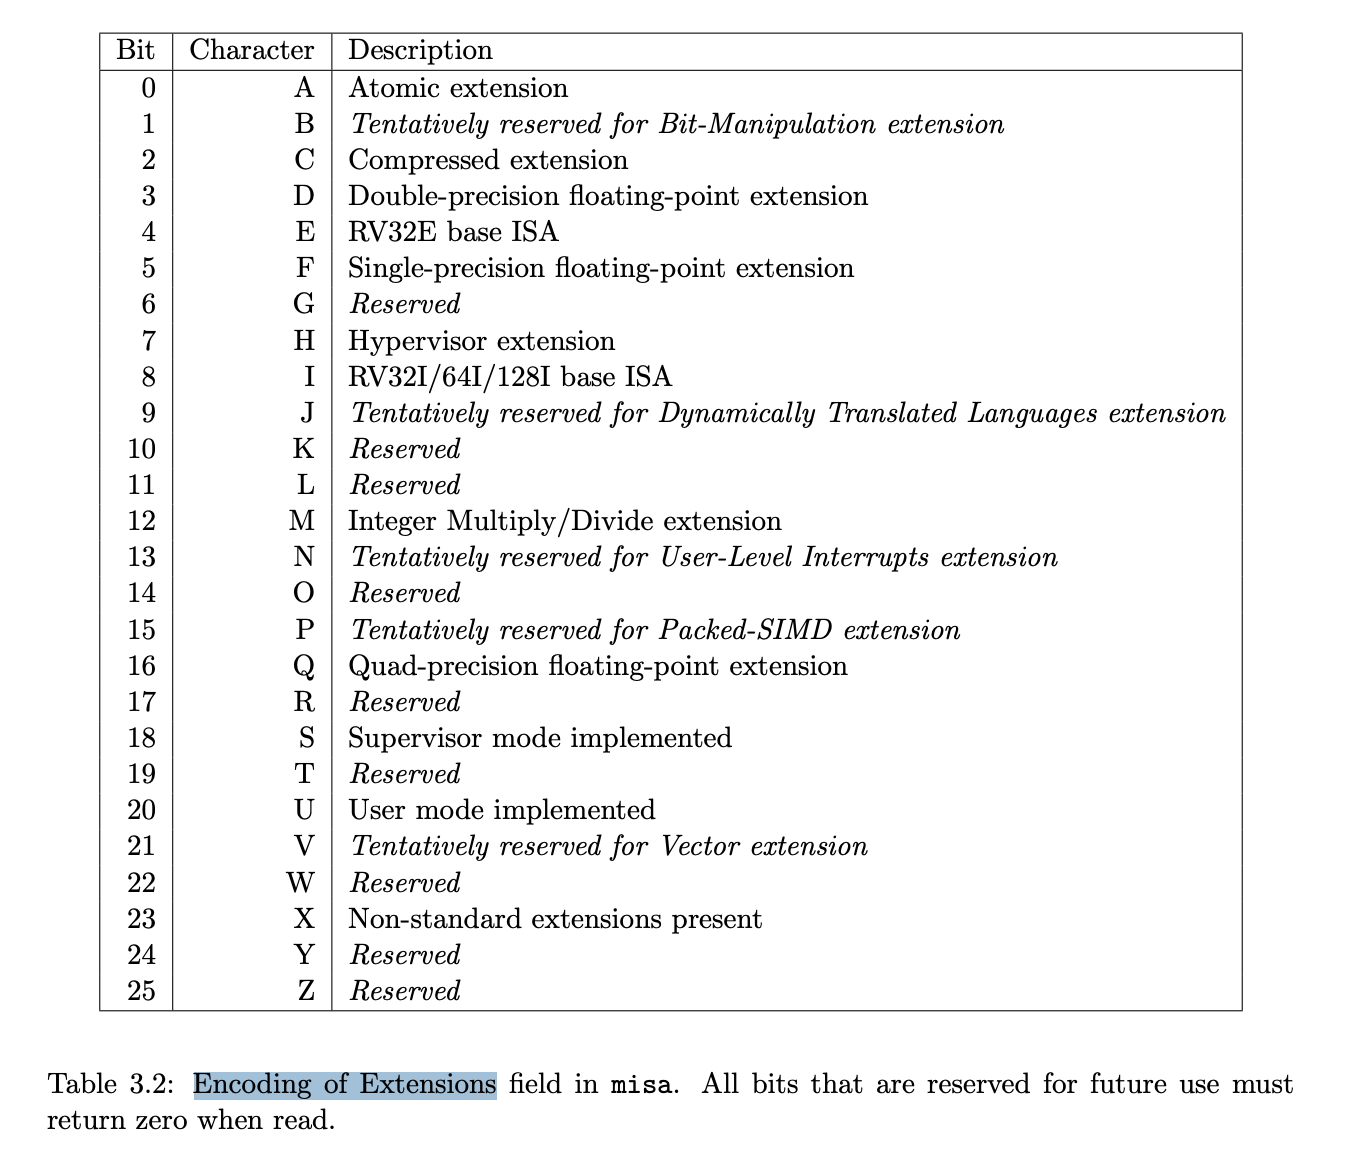 Bit Character Description
0 A Atomic extension
1 B Tentatively reserved for Bit-Manipulation extension
2 C Compressed extension
3 D Double-precision floating-point extension
4 E RV32E base ISA
5 F Single-precision floating-point extension
6 G Reserved
7 H Hypervisor extension
8 I RV32I/64I/128I base ISA
9 J Tentatively reserved for Dynamically Translated Languages extension
10 K Reserved
11 L Reserved
12 M Integer Multiply/Divide extension
13 N Tentatively reserved for User-Level Interrupts extension
14 O Reserved
15 P Tentatively reserved for Packed-SIMD extension
16 Q Quad-precision floating-point extension
17 R Reserved
18 S Supervisor mode implemented
19 T Reserved
20 U User mode implemented
21 V Tentatively reserved for Vector extension
22 W Reserved
23 X Non-standard extensions present
24 Y Reserved
25 Z Reserved
Table 3.2: Encoding of Extensions field in misa. All bits that are reserved for future use must
return zero when read.